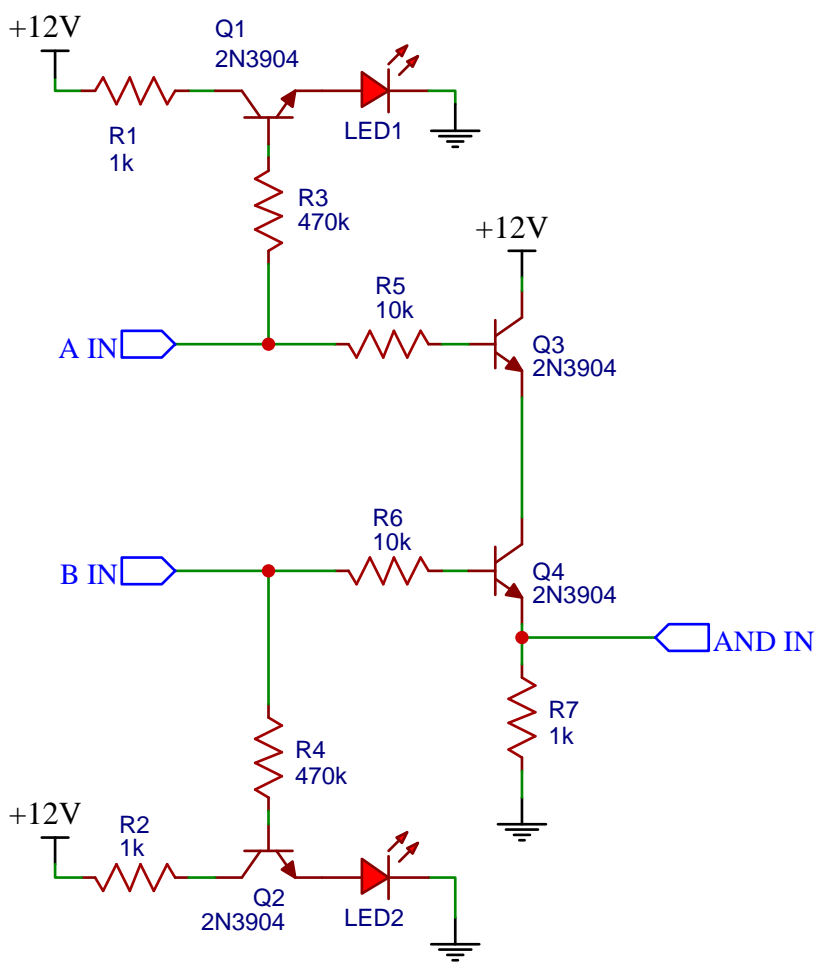 +12V
Q1
2N3904
R1
1k
LED1
R3
470k
+12V
R5
10k
A IN
Q3
2N3904
R6
10k
B IN
Q4
2N3904
AND IN
R7
1k
R4
470k
+12V
R2
1k
Q2
2N3904
LED2